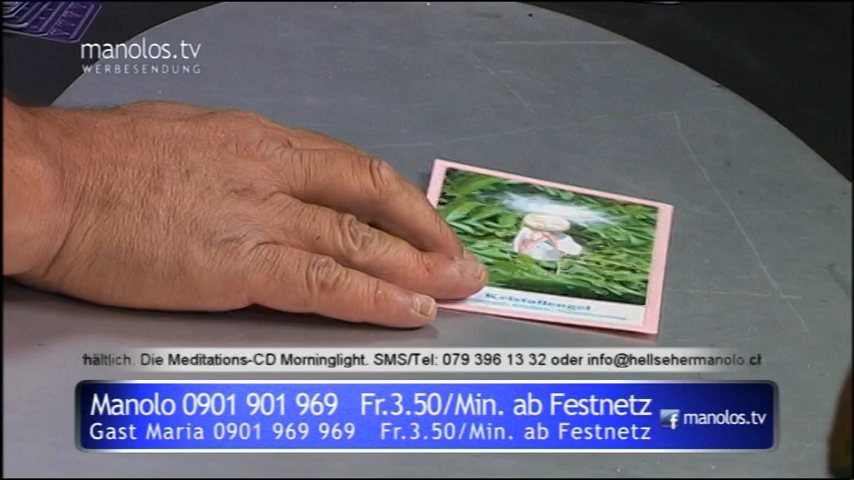 manolos.tv
WERBESENDUNG
Kristallengel
hältlich. Die Meditations-CD Morninglight. SMS/Tel: 079 396 13 32 oder info@hellsehermanolo.ch
Manolo 0901 901 969 Fr.3.50/Min. ab Festnetz
Gast Maria 0901 969 969 Fr.3.50/Min. ab Festnetz
f manolos.tv